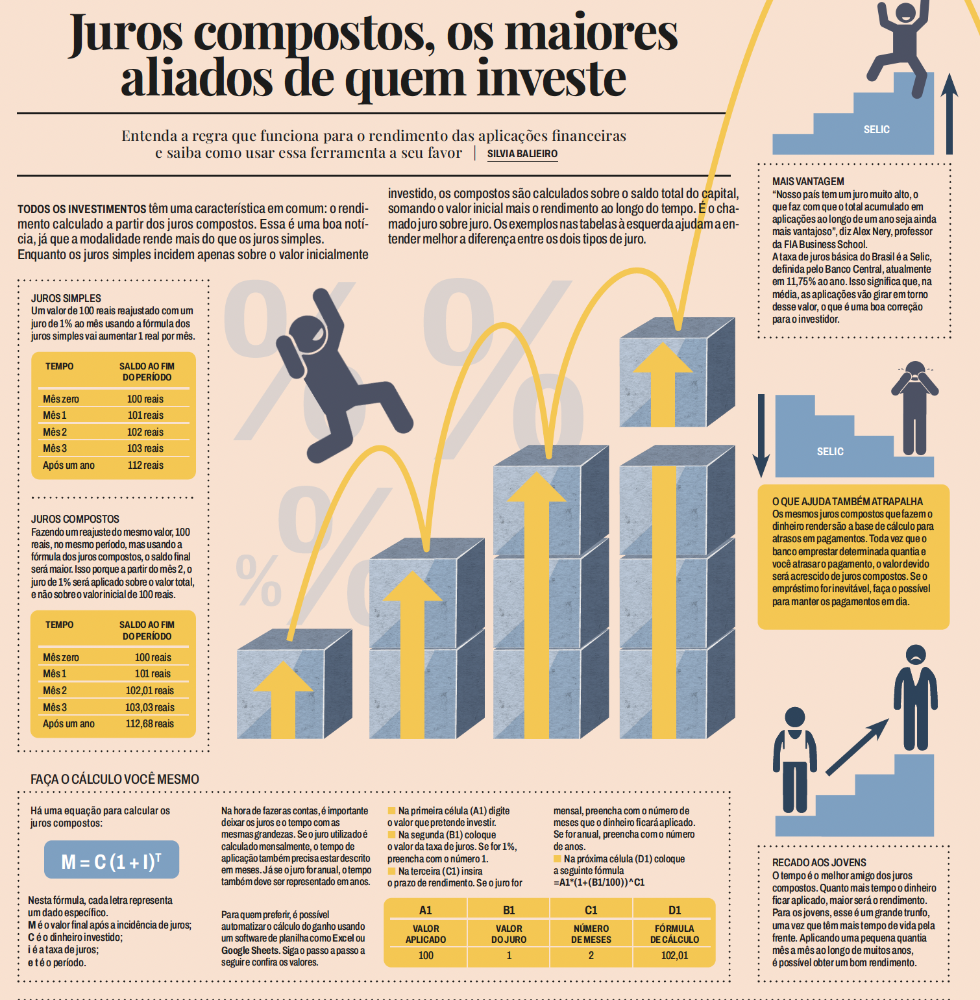 Juros compostos, os maiores
aliados de quem investe
Entenda a regra que funciona para o rendimento das aplicações financeiras
e saiba como usar essa ferramenta a seu favor | SILVIA BALIEIRO
TODOS OS INVESTIMENTOS têm uma característica em comum: o rendi-
mento calculado a partir dos juros compostos. Essa é uma boa notí-
cia, já que a modalidade rende mais do que os juros simples.
Enquanto os juros simples incidem apenas sobre o valor inicialmente
investido, os compostos são calculados sobre o saldo total do capital,
somando o valor inicial mais o rendimento ao longo do tempo. É o cha-
mado juro sobre juro. Os exemplos nas tabelas à esquerda ajudam a en-
tender melhor a diferença entre os dois tipos de juro.
JUROS SIMPLES
Um valor de 100 reais reajustado com um
juro de 1% ao mês usando a fórmula dos
juros simples vai aumentar 1 real por mês.
TEMPO SALDO AO FIM
DO PERÍODO
Mês zero 100 reais
Mês 1 101 reais
Mês 2 102 reais
Mês 3 103 reais
Após um ano 112 reais
JUROS COMPOSTOS
Fazendo um reajuste do mesmo valor, 100
reais, no mesmo período, mas usando a
fórmula dos juros compostos, o saldo final
será maior. Isso porque a partir do mês 2, o
juro de 1% será aplicado sobre o valor total,
e não sobre o valor inicial de 100 reais.
TEMPO SALDO AO FIM
DO PERÍODO
Mês zero 100 reais
Mês 1 101 reais
Mês 2 102,01 reais
Mês 3 103,03 reais
Após um ano 112,68 reais
%
%
%
%
SELIC
MAIS VANTAGEM
“Nosso país tem um juro muito alto, o
que faz com que o total acumulado em
aplicações ao longo de um ano seja ainda
mais vantajoso”, diz Alex Nery, professor
da FIA Business School.
A taxa de juros básica do Brasil é a Selic,
definida pelo Banco Central, atualmente
em 11,75% ao ano. Isso significa que, na
média, as aplicações vão girar em torno
desse valor, o que é uma boa correção
para o investidor.
SELIC
O QUE AJUDA TAMBÉM ATRAPALHA
Os mesmos juros compostos que fazem o
dinheiro render são a base de cálculo para
atrasos em pagamentos. Toda vez que o
banco emprestar determinada quantia e
você atrasar o pagamento, o valor devido
será acrescido de juros compostos. Se o
empréstimo for inevitável, faça o possível
para manter os pagamentos em dia.
RECADO AOS JOVENS
O tempo é o melhor amigo dos juros
compostos. Quanto mais tempo o dinheiro
ficar aplicado, maior será o rendimento.
Para os jovens, esse é um grande trunfo,
uma vez que têm mais tempo de vida pela
frente. Aplicando uma pequena quantia
mês a mês ao longo de muitos anos,
é possível obter um bom rendimento.
FAÇA O CÁLCULO VOCÊ MESMO
Há uma equação para calcular os
juros compostos:
M = C (1 + I)^T
Nesta fórmula, cada letra representa
um dado específico.
M é o valor final após a incidência de juros;
C é o dinheiro investido;
i é a taxa de juros;
e t é o período.
Na hora de fazer as contas, é importante
deixar os juros e o tempo com as
mesmas grandezas. Se o juro utilizado é
calculado mensalmente, o tempo de
aplicação também precisa estar descrito
em meses. Já se o juro for anual, o tempo
também deve ser representado em anos.
Para quem preferir, é possível
automatizar o cálculo do ganho usando
um software de planilha como Excel ou
Google Sheets. Siga o passo a passo a
seguir e confira os valores.
Na primeira célula (A1) digite
o valor que pretende investir.
Na segunda (B1) coloque
o valor da taxa de juros. Se for 1%,
preencha com o número 1.
Na terceira (C1) insira
o prazo de rendimento. Se o juro for
mensal, preencha com o número de
meses que o dinheiro ficará aplicado.
Se for anual, preencha com o número
de anos.
Na próxima célula (D1) coloque
a seguinte fórmula
=A1*(1+(B1/100))^C1
A1 B1 C1 D1
VALOR VALOR NÚMERO FÓRMULA
APLICADO DO JURO DE MESES DE CÁLCULO
100 1 2 102,01